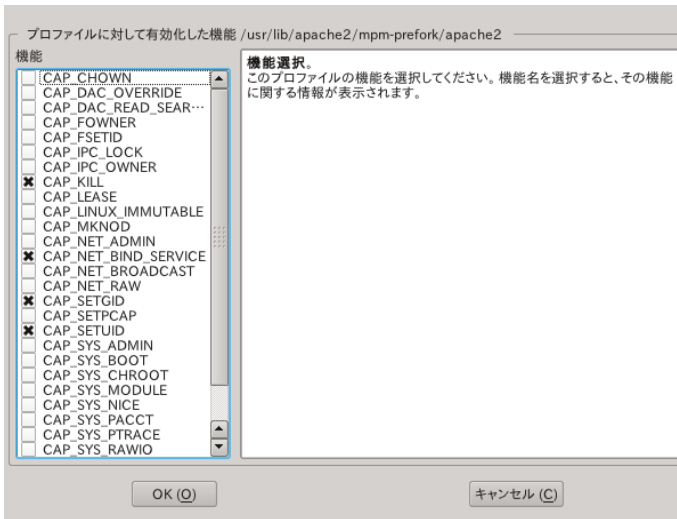 プロファイルに対して有効化した機能 /usr/lib/apache2/mpm-prefork/apache2
機能
CAP_CHOWN
CAP_DAC_OVERRIDE
CAP_DAC_READ_SEAR…
CAP_FOWNER
CAP_FSETID
CAP_IPC_LOCK
CAP_IPC_OWNER
CAP_KILL
CAP_LEASE
CAP_LINUX_IMMUTABLE
CAP_MKNOD
CAP_NET_ADMIN
CAP_NET_BIND_SERVICE
CAP_NET_BROADCAST
CAP_NET_RAW
CAP_SETGID
CAP_SETPCAP
CAP_SETUID
CAP_SYS_ADMIN
CAP_SYS_BOOT
CAP_SYS_CHROOT
CAP_SYS_MODULE
CAP_SYS_NICE
CAP_SYS_PACCT
CAP_SYS_PTRACE
CAP_SYS_RAWIO
機能選択。
このプロファイルの機能を選択してください。機能名を選択すると、その機能
に関する情報が表示されます。
OK (O)
キャンセル (C)